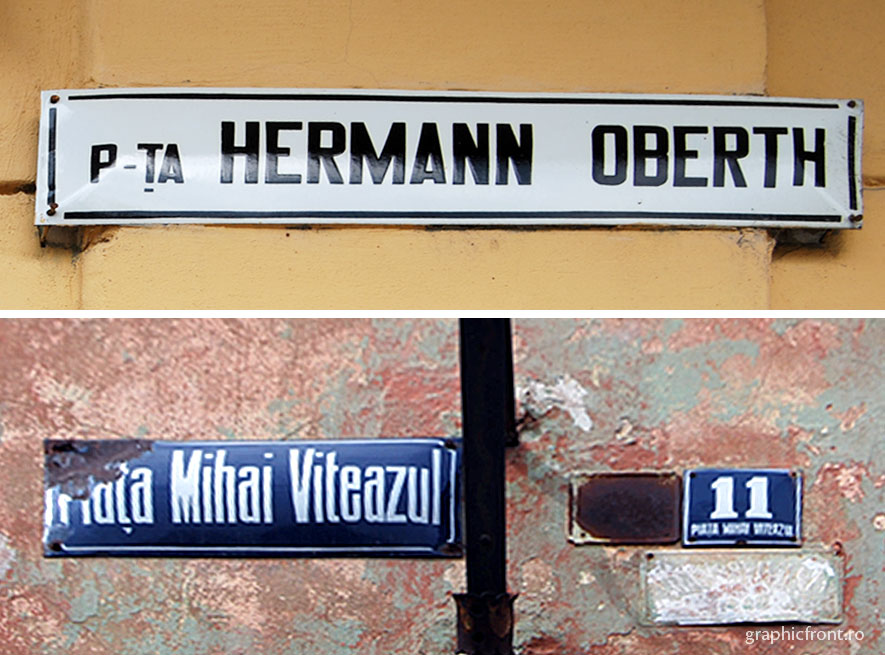 P-ȚA HERMANN OBERTH
Piața Mihai Viteazul
11
PIAȚA MIHAI VITEAZUL
graphicfront.ro